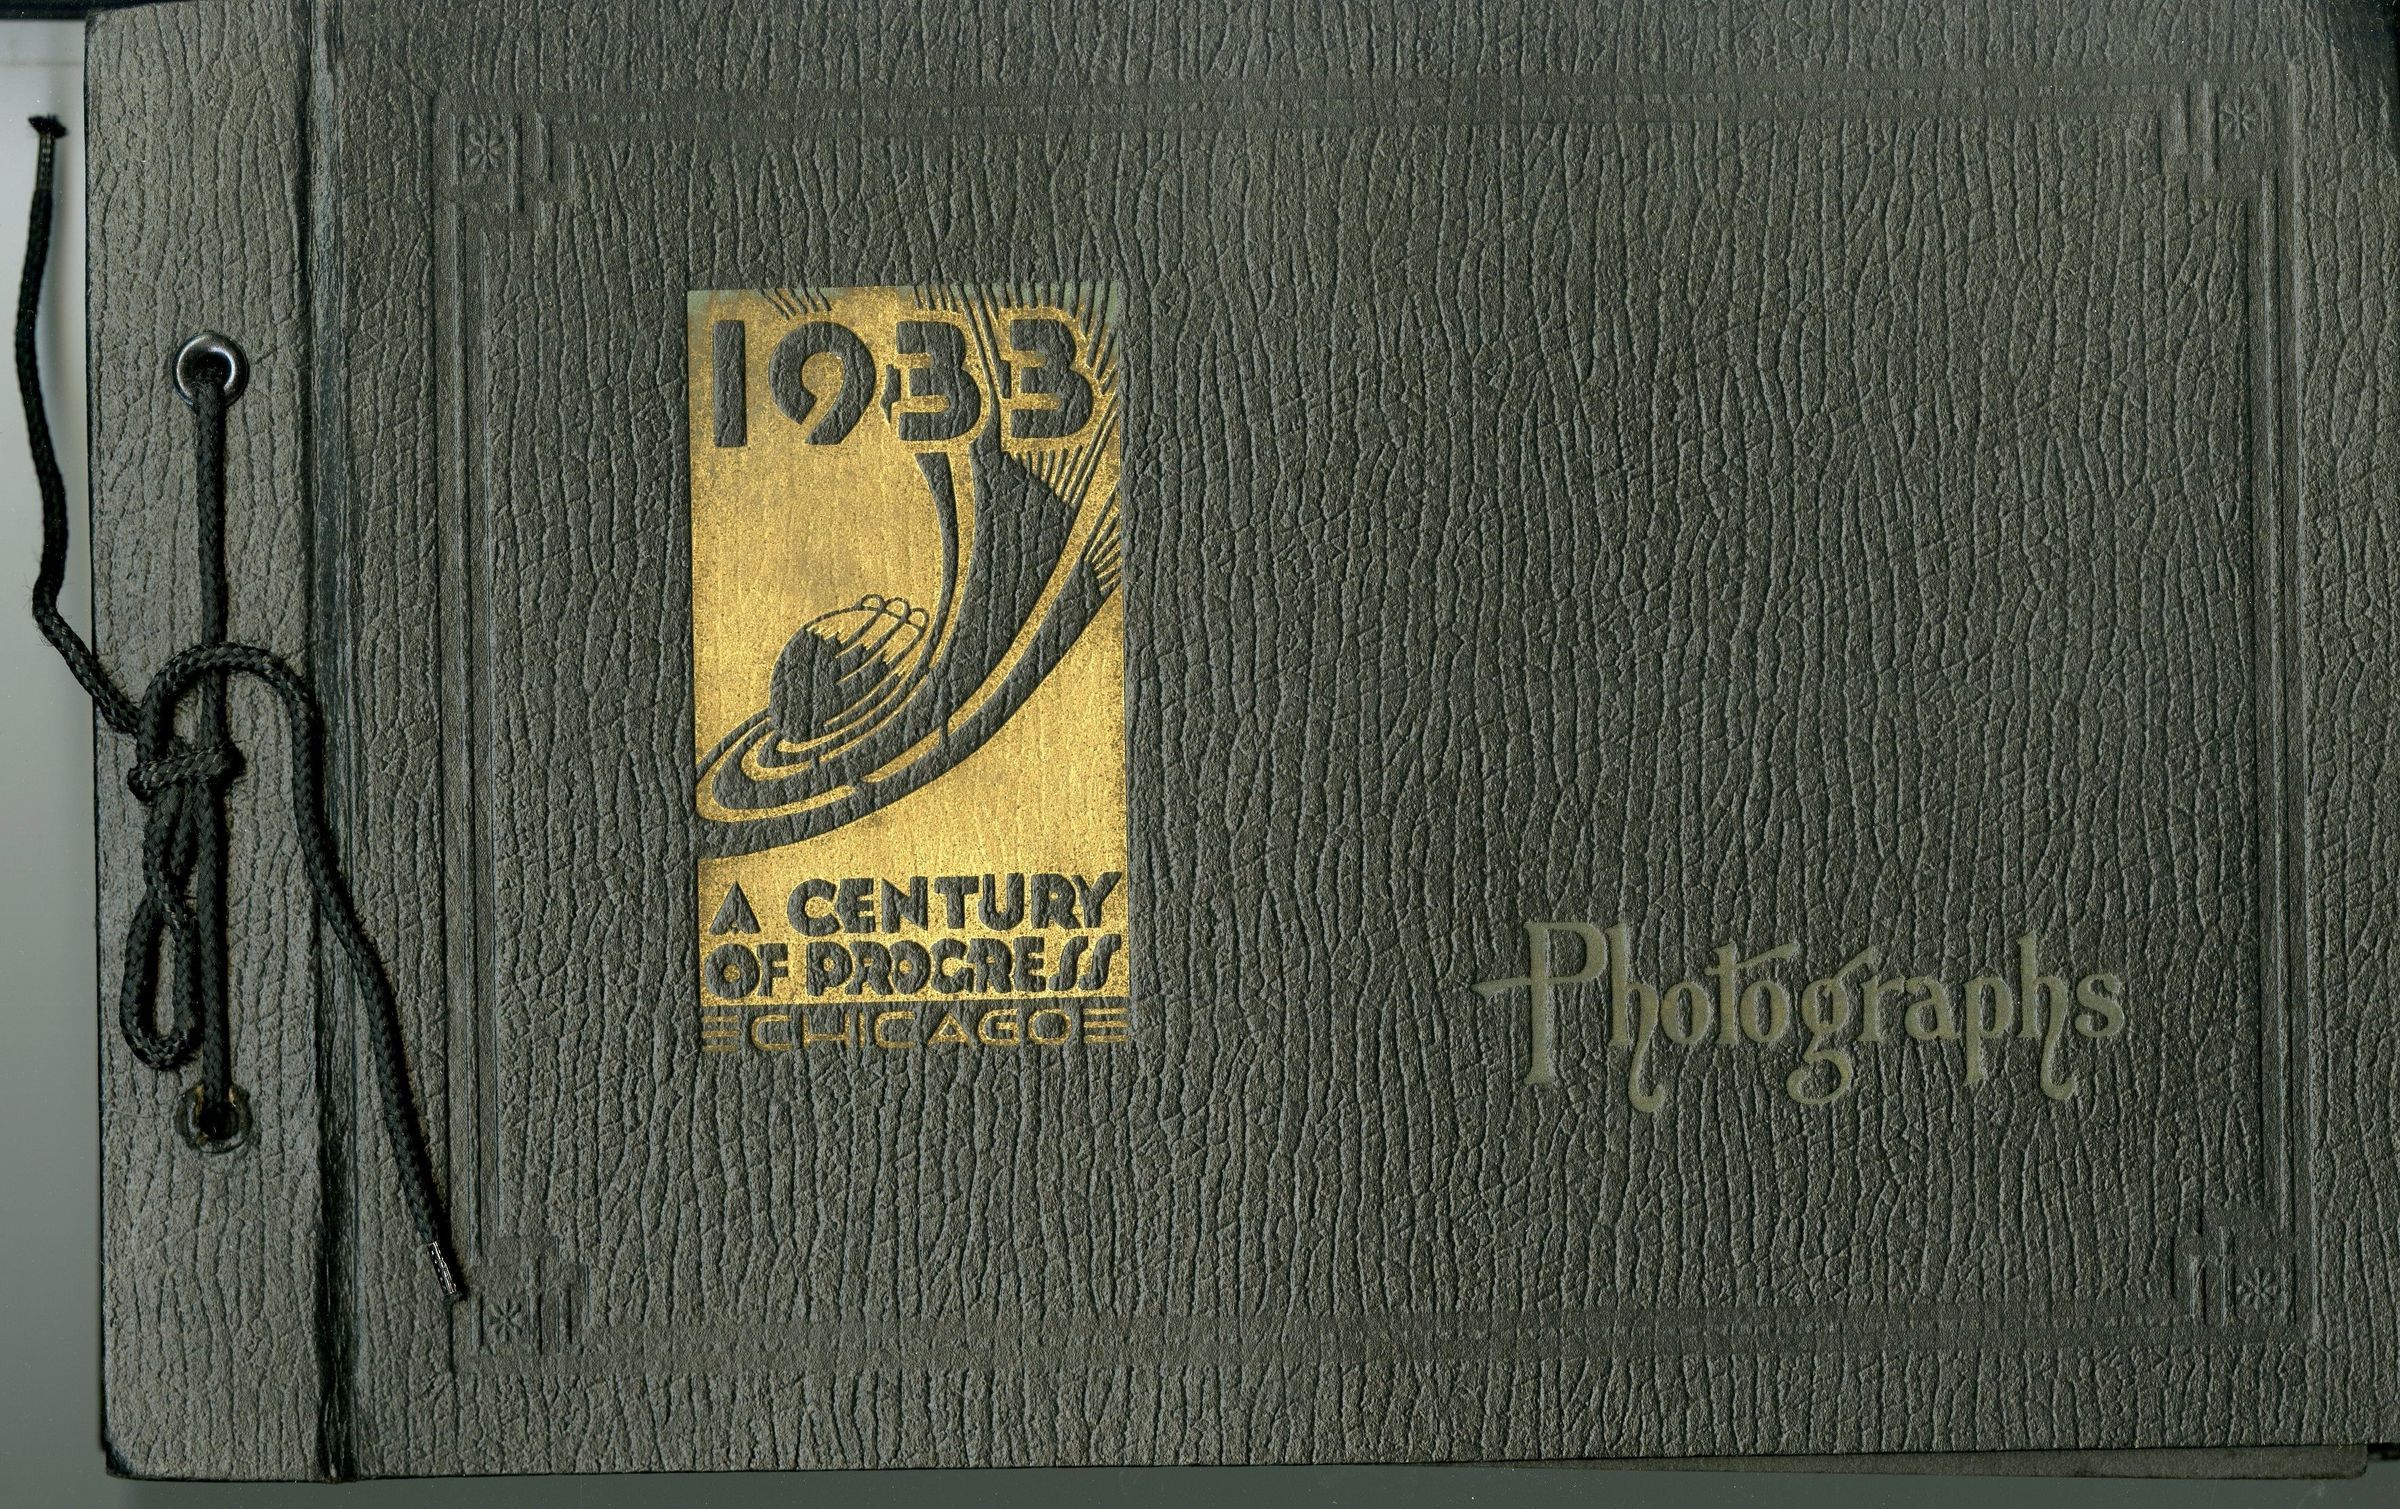 1933
A CENTURY
OF PROGRESS
CHICAGO
Photographs